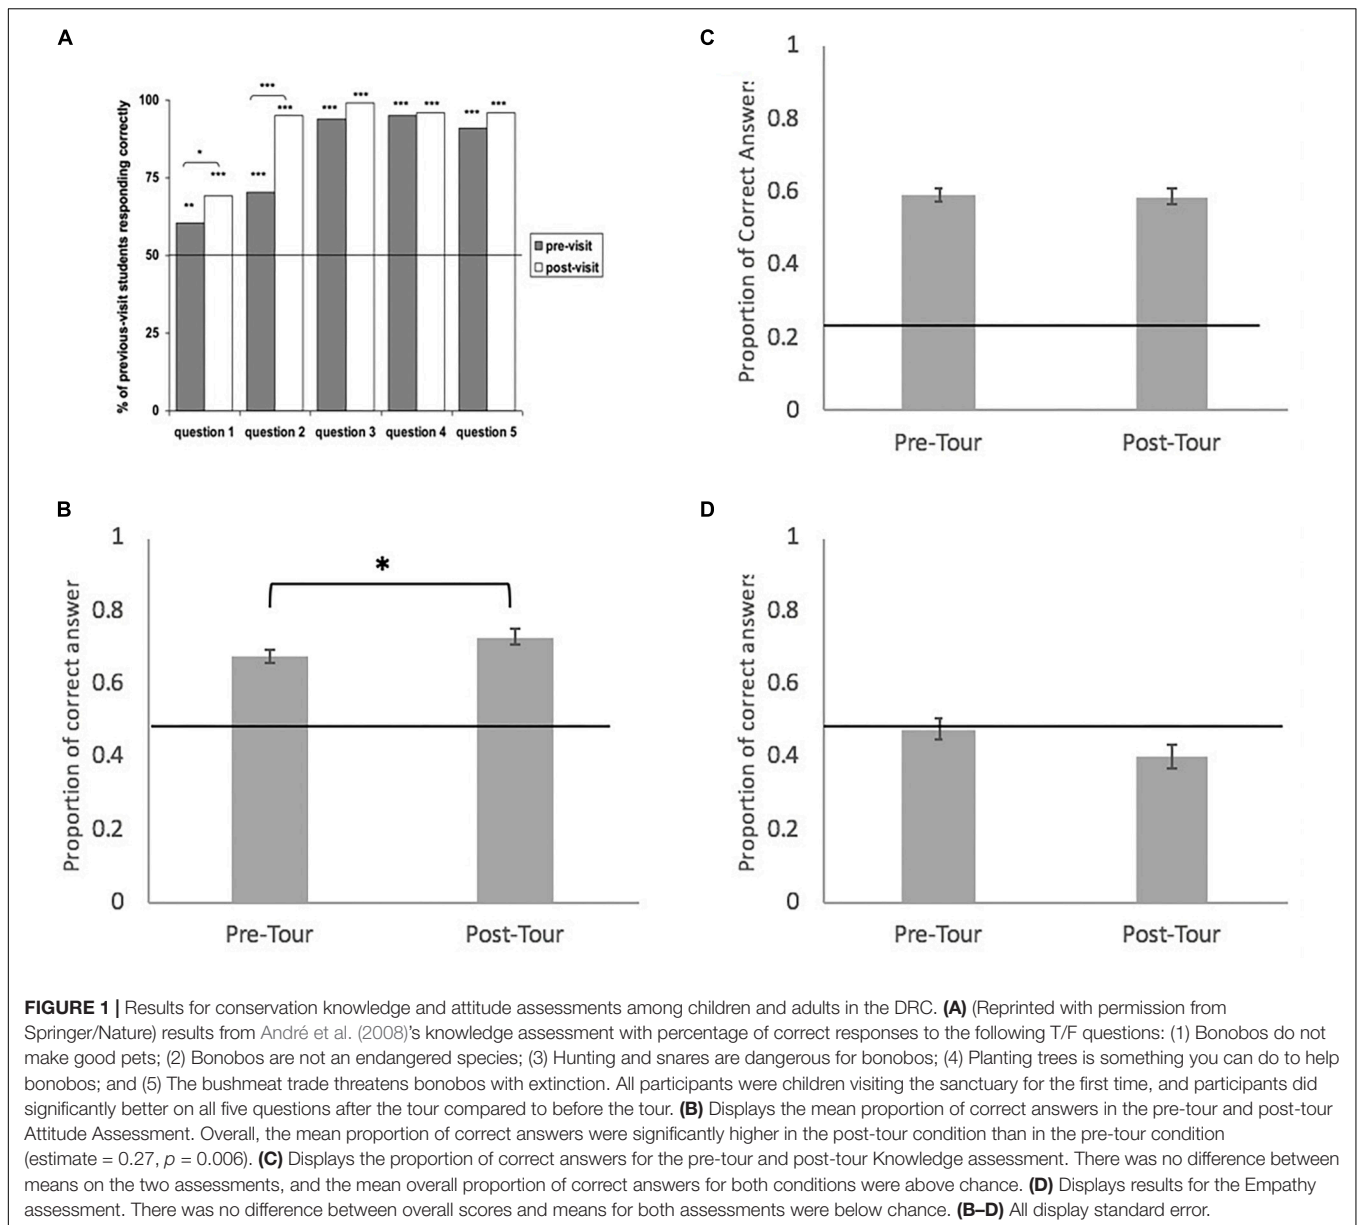 A
% of previous-visit students responding correctly
100
75
50
25
0
*
**
***
***
***
***
***
***
***
***
***
***
question 1 question 2 question 3 question 4 question 5
pre-visit
post-visit
C
Proportion of Correct Answers
1
0.8
0.6
0.4
0.2
0
Pre-Tour Post-Tour
B
Proportion of correct answer
1
0.8
0.6
0.4
0.2
0
*
Pre-Tour Post-Tour
D
Proportion of correct answers
1
0.8
0.6
0.4
0.2
0
Pre-Tour Post-Tour
FIGURE 1 | Results for conservation knowledge and attitude assessments among children and adults in the DRC. (A) (Reprinted with permission from
Springer/Nature) results from André et al. (2008)'s knowledge assessment with percentage of correct responses to the following T/F questions: (1) Bonobos do not
make good pets; (2) Bonobos are not an endangered species; (3) Hunting and snares are dangerous for bonobos; (4) Planting trees is something you can do to help
bonobos; and (5) The bushmeat trade threatens bonobos with extinction. All participants were children visiting the sanctuary for the first time, and participants did
significantly better on all five questions after the tour compared to before the tour. (B) Displays the mean proportion of correct answers in the pre-tour and post-tour
Attitude Assessment. Overall, the mean proportion of correct answers were significantly higher in the post-tour condition than in the pre-tour condition
(estimate = 0.27, p = 0.006). (C) Displays the proportion of correct answers for the pre-tour and post-tour Knowledge assessment. There was no difference between
means on the two assessments, and the mean overall proportion of correct answers for both conditions were above chance. (D) Displays results for the Empathy
assessment. There was no difference between overall scores and means for both assessments were below chance. (B–D) All display standard error.